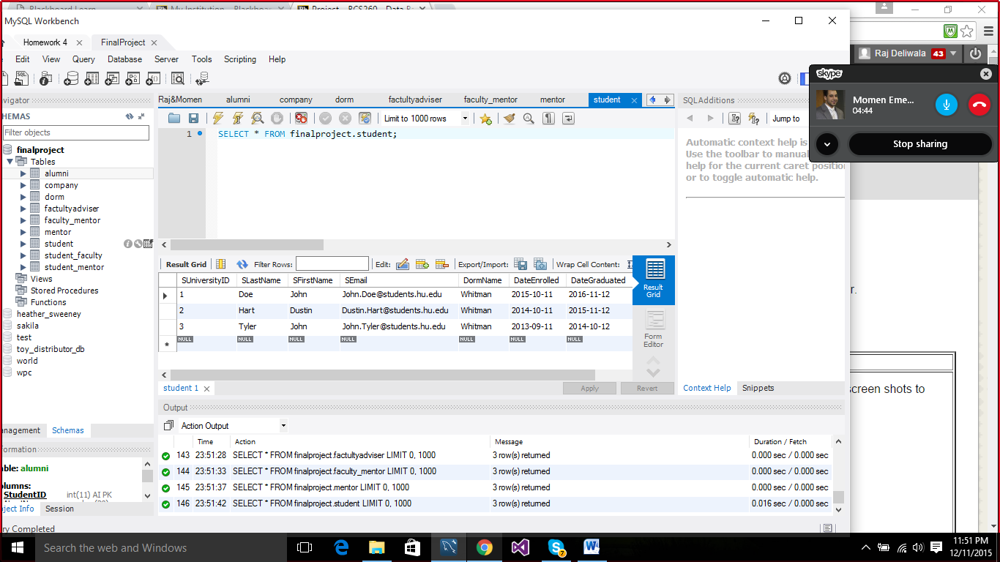 Blackboard Learn
My Institution - Blackboa
Project - BCS260 - Data B
MySQL Workbench
Homework 4
FinalProject
Edit View Query Database Server Tools Scripting Help
Raj Deliwala 43
skype
Momen Eme...
04:44
Stop sharing
avigator
HEMAS
Filter objects
finalproject
Tables
alumni
company
dorm
factultyadviser
faculty_mentor
mentor
student
student_faculty
student_mentor
Views
Stored Procedures
Functions
heather_sweeney
sakila
test
toy_distributor_db
world
wpc
anagement Schemas
formation
ble: alumni
olumns:
StudentID int(11) AI PK
ject Info Session
ry Completed
Raj&Momen alumni company dorm factultyadviser faculty_mentor mentor student
Limit to 1000 rows
1 SELECT * FROM finalproject.student;
SQLAdditions
Jump to
Automatic context help is
Use the toolbar to manual
help for the current caret position
or to toggle automatic help.
Result Grid Filter Rows: Edit: Export/Import: Wrap Cell Content:
SUniversityID SLastName SFirstName SEmail DormName DateEnrolled DateGraduated
1 Doe John John.Doe@students.hu.edu Whitman 2015-10-11 2016-11-12
2 Hart Dustin Dustin.Hart@students.hu.edu Whitman 2014-10-11 2015-11-12
3 Tyler John John.Tyler@students.hu.edu Whitman 2013-09-11 2014-10-12
NULL NULL NULL NULL NULL NULL NULL
Result
Grid
Form
Editor
student 1
Apply Revert
Context Help Snippets
r.
screen shots to
Output
Action Output
Time Action Message Duration / Fetch
143 23:51:28 SELECT * FROM finalproject.factultyadviser LIMIT 0, 1000 3 row(s) returned 0.000 sec / 0.000 sec
144 23:51:33 SELECT * FROM finalproject.faculty_mentor LIMIT 0, 1000 3 row(s) returned 0.000 sec / 0.000 sec
145 23:51:37 SELECT * FROM finalproject.mentor LIMIT 0, 1000 3 row(s) returned 0.000 sec / 0.000 sec
146 23:51:42 SELECT * FROM finalproject.student LIMIT 0, 1000 3 row(s) returned 0.016 sec / 0.000 sec
Search the web and Windows
7
11:51 PM
12/11/2015